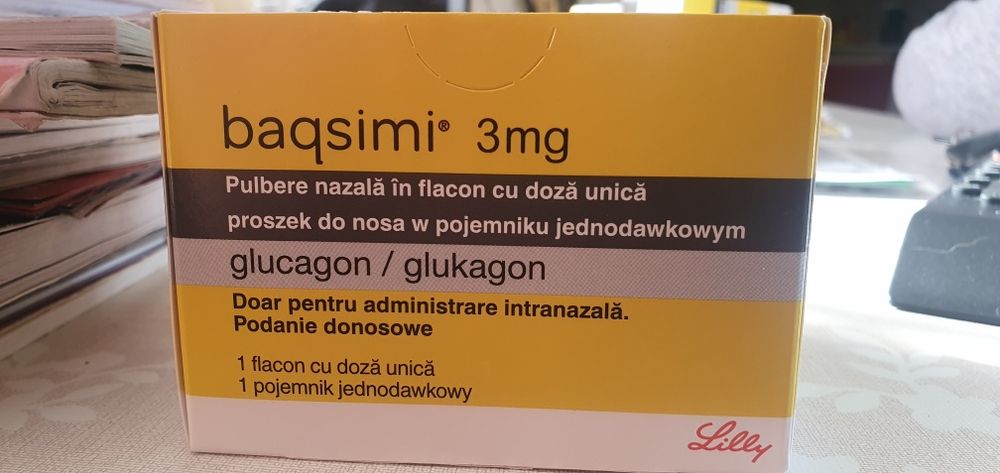 baqsimi® 3mg
Pulbere nazală în flacon cu doză unică
proszek do nosa w pojemniku jednodawkowym
glucagon / glukagon
Doar pentru administrare intranazală.
Podanie donosowe
1 flacon cu doză unică
1 pojemnik jednodawkowy
Lilly